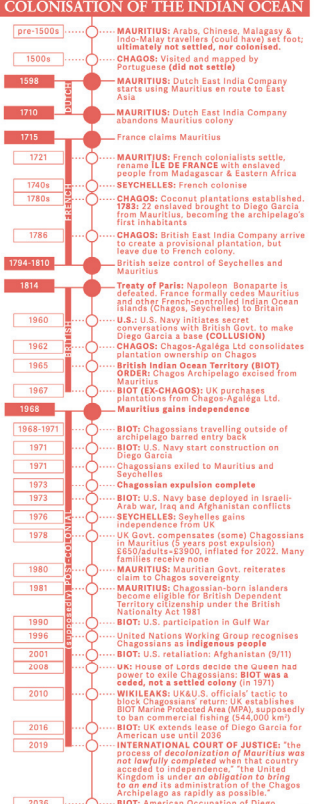 COLONISATION OF THE INDIAN OCEAN
pre-1500s
MAURITIUS: Arabs, Chinese, Malagasy &
Indo-Malay travellers (could have) set foot;
ultimately not settled, nor colonised.
1500s
CHAGOS: Visited and mapped by
Portuguese (did not settle)
1598
MAURITIUS: Dutch East India Company
starts using Mauritius en route to East
Asia
DUTCH
1710
MAURITIUS: Dutch East India Company
abandons Mauritius colony
1715
France claims Mauritius
1721
MAURITIUS: French colonialists settle,
rename ÎLE DE FRANCE with enslaved
people from Madagascar & Eastern Africa
FRENCH
1740s
SEYCHELLES: French colonise
1780s
CHAGOS: Coconut plantations established.
1783: 22 enslaved brought to Diego Garcia
from Mauritius, becoming the archipelago's
first inhabitants
1786
CHAGOS: British East India Company arrive
to create a provisional plantation, but
leave due to French colony.
1794-1810
British seize control of Seychelles and
Mauritius
1814
Treaty of Paris: Napoleon Bonaparte is
defeated. France formally cedes Mauritius
and other French-controlled Indian Ocean
islands (Chagos, Seychelles) to Britain
BRITISH
1960
U.S.: U.S. Navy initiates secret
conversations with British Govt. to make
Diego Garcia a base (COLLUSION)
1962
CHAGOS: Chagos-Agaléga Ltd consolidates
plantation ownership on Chagos
1965
British Indian Ocean Territory (BIOT)
ORDER: Chagos Archipelago excised from
Mauritius
1967
BIOT (EX-CHAGOS): UK purchases
plantations from Chagos-Agaléga Ltd.
1968
Mauritius gains independence
1968-1971
BIOT: Chagossians travelling outside of
archipelago barred entry back
1971
BIOT: U.S. Navy start construction on
Diego Garcia
1971
Chagossians exiled to Mauritius and
Seychelles
1973
Chagossian expulsion complete
1973
BIOT: U.S. Navy base deployed in Israeli-
Arab war, Iraq and Afghanistan conflicts
1976
SEYCHELLES: Seyhelles gains
independence from UK
1978
UK Govt. compensates (some) Chagossians
in Mauritius (5 years post expulsion)
£650/adults=£3900, inflated for 2022. Many
families receive none
(supposedly) POST-COLONIAL
1980
MAURITIUS: Mauritian Govt. reiterates
claim to Chagos sovereignty
1981
MAURITIUS: Chagossian-born islanders
become eligible for British Dependent
Territory citizenship under the British
Nationality Act 1981
1990
BIOT: U.S. participation in Gulf War
1996
United Nations Working Group recognises
Chagossians as indigenous people
2001
BIOT: U.S. retaliation: Afghanistan (9/11)
2008
UK: House of Lords decide the Queen had
power to exile Chagossians: BIOT was a
ceded, not a settled colony (in 1971)
2010
WIKILEAKS: UK&U.S. officials' tactic to
block Chagossians' return: UK establishes
BIOT Marine Protected Area (MPA), supposedly
to ban commercial fishing (544,000 km²)
2016
BIOT: UK extends lease of Diego Garcia for
American use until 2036
2019
INTERNATIONAL COURT OF JUSTICE: "the
process of decolonization of Mauritius was
not lawfully completed when that country
acceded to independence," "the United
Kingdom is under an obligation to bring
to an end its administration of the Chagos
Archipelago as rapidly as possible."
2036
BIOT: American Occupation of Diego